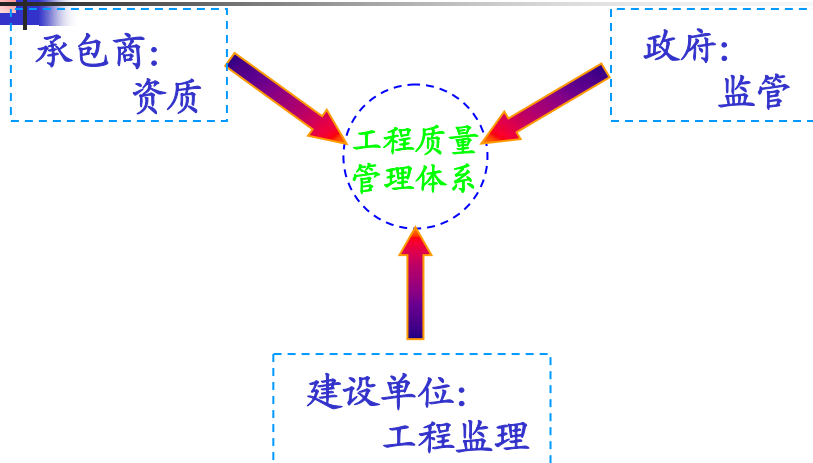 承包商：
资质
政府：
监管
工程质量
管理体系
建设单位：
工程监理